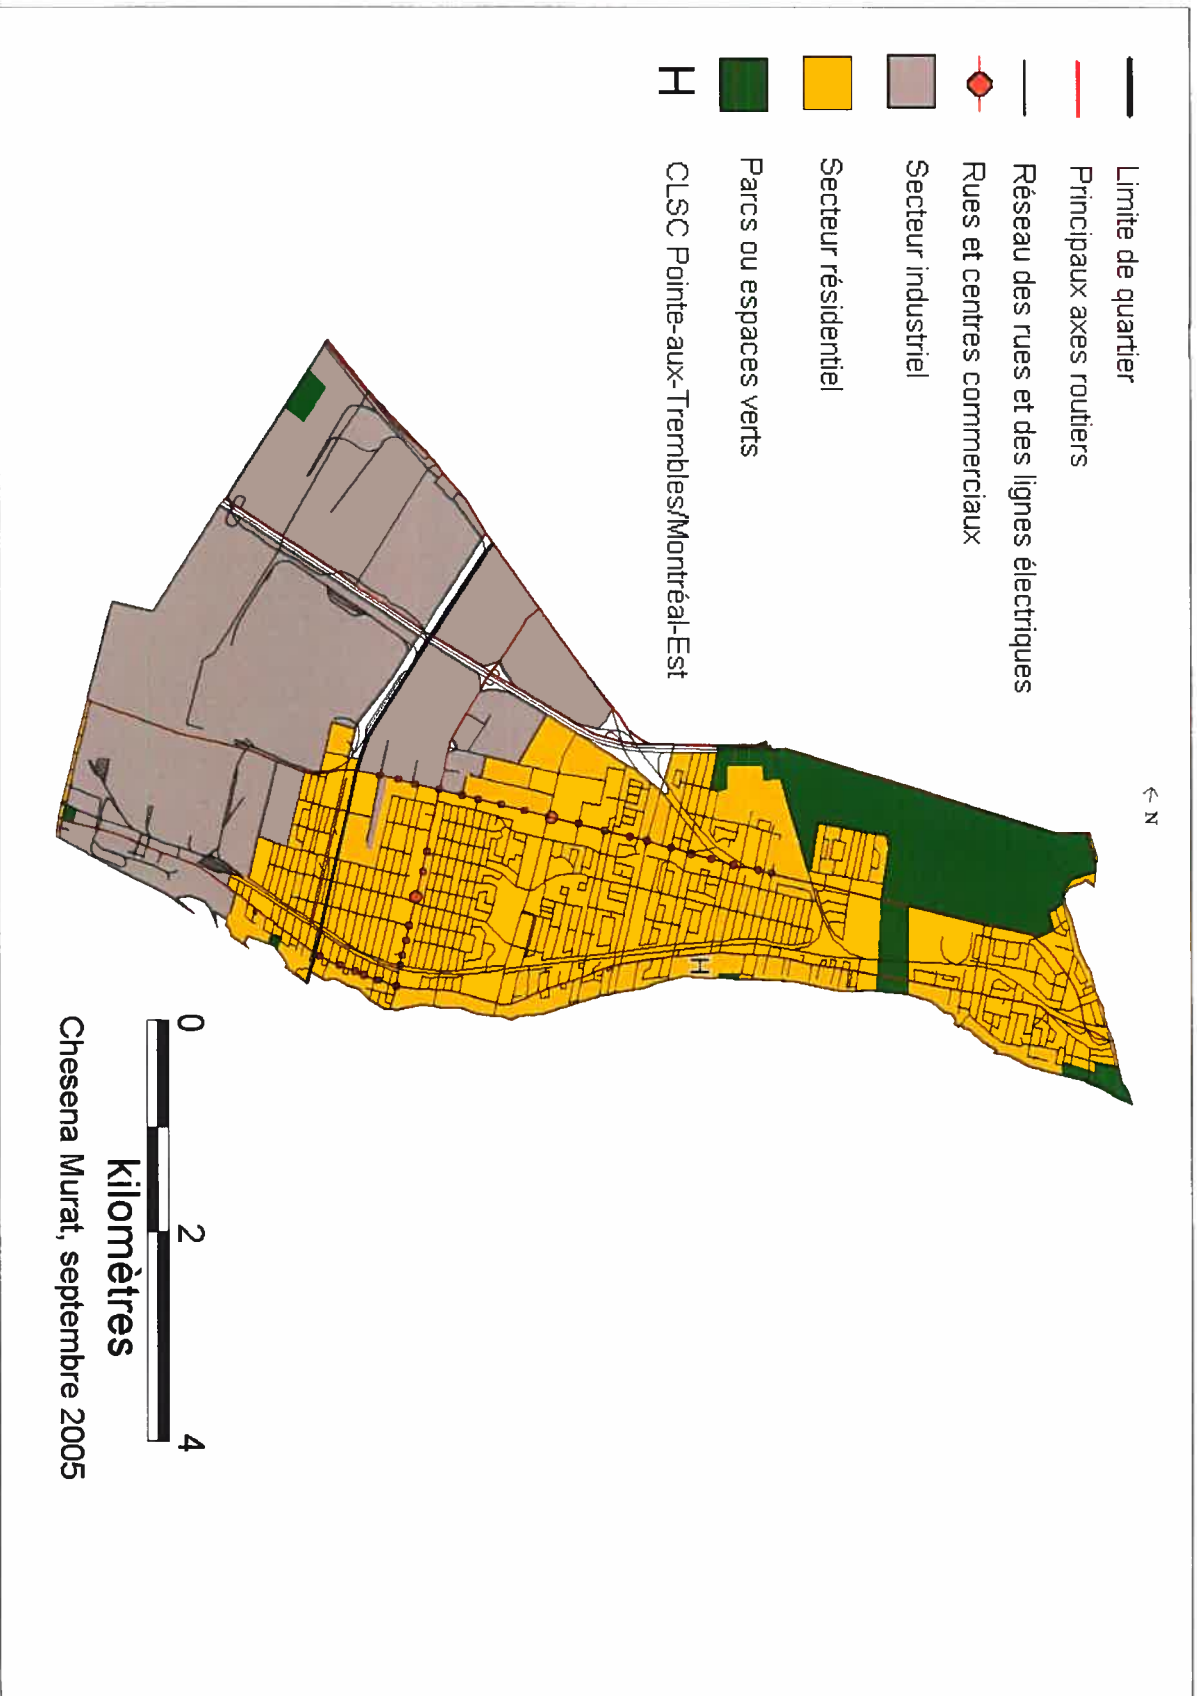 Limite de quartier
Principaux axes routiers
Réseau des rues et des lignes électriques
Rues et centres commerciaux
Secteur industriel
Secteur résidentiel
Parcs ou espaces verts
H CLSC Pointe-aux-Trembles/Montréal-Est
N
H
0 2 4
kilomètres
Chesena Murat, septembre 2005